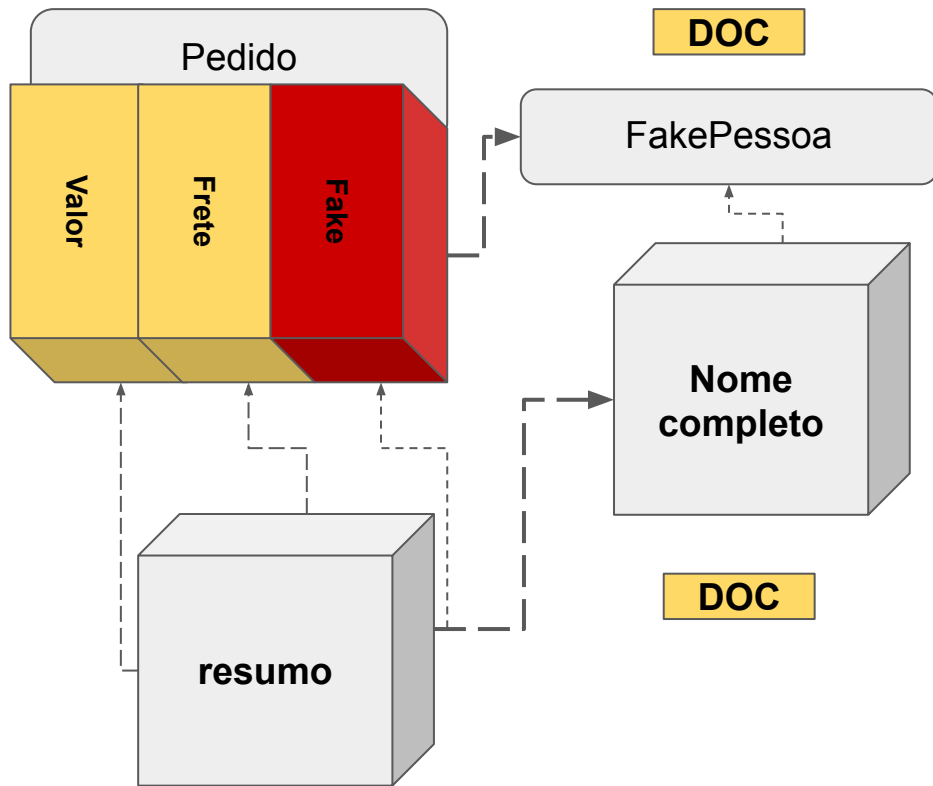 Pedido
DOC
FakePessoa
Valor
Frete
Fake
Nome
completo
DOC
resumo